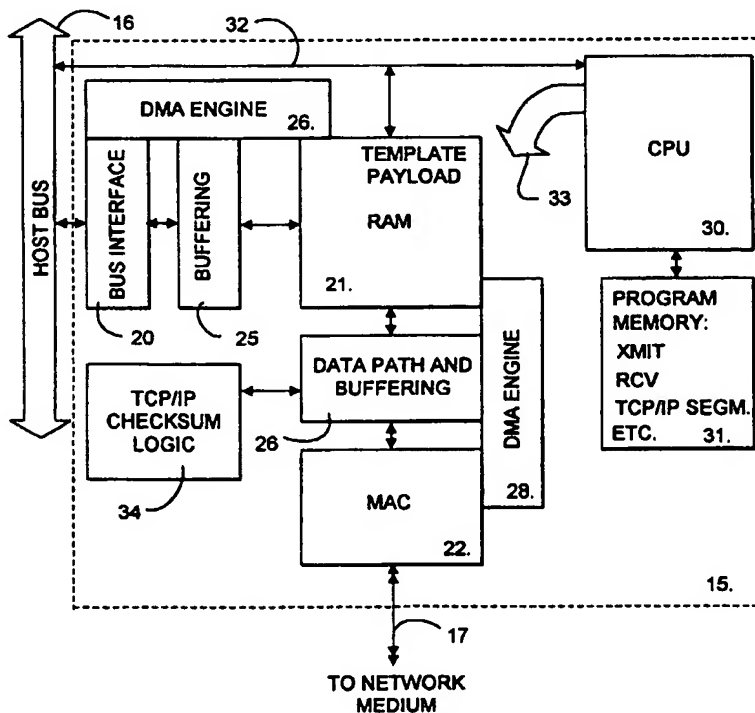 16
32
DMA ENGINE
26.
HOST BUS
BUS INTERFACE
BUFFERING
TEMPLATE
PAYLOAD
RAM
21.
33
CPU
30.
20
25
TCP/IP
CHECKSUM
LOGIC
34
DATA PATH AND
BUFFERING
26
DMA ENGINE
28.
PROGRAM
MEMORY:
XMIT
RCV
TCP/IP SEGM.
ETC.
31.
MAC
22.
15.
17
TO NETWORK
MEDIUM